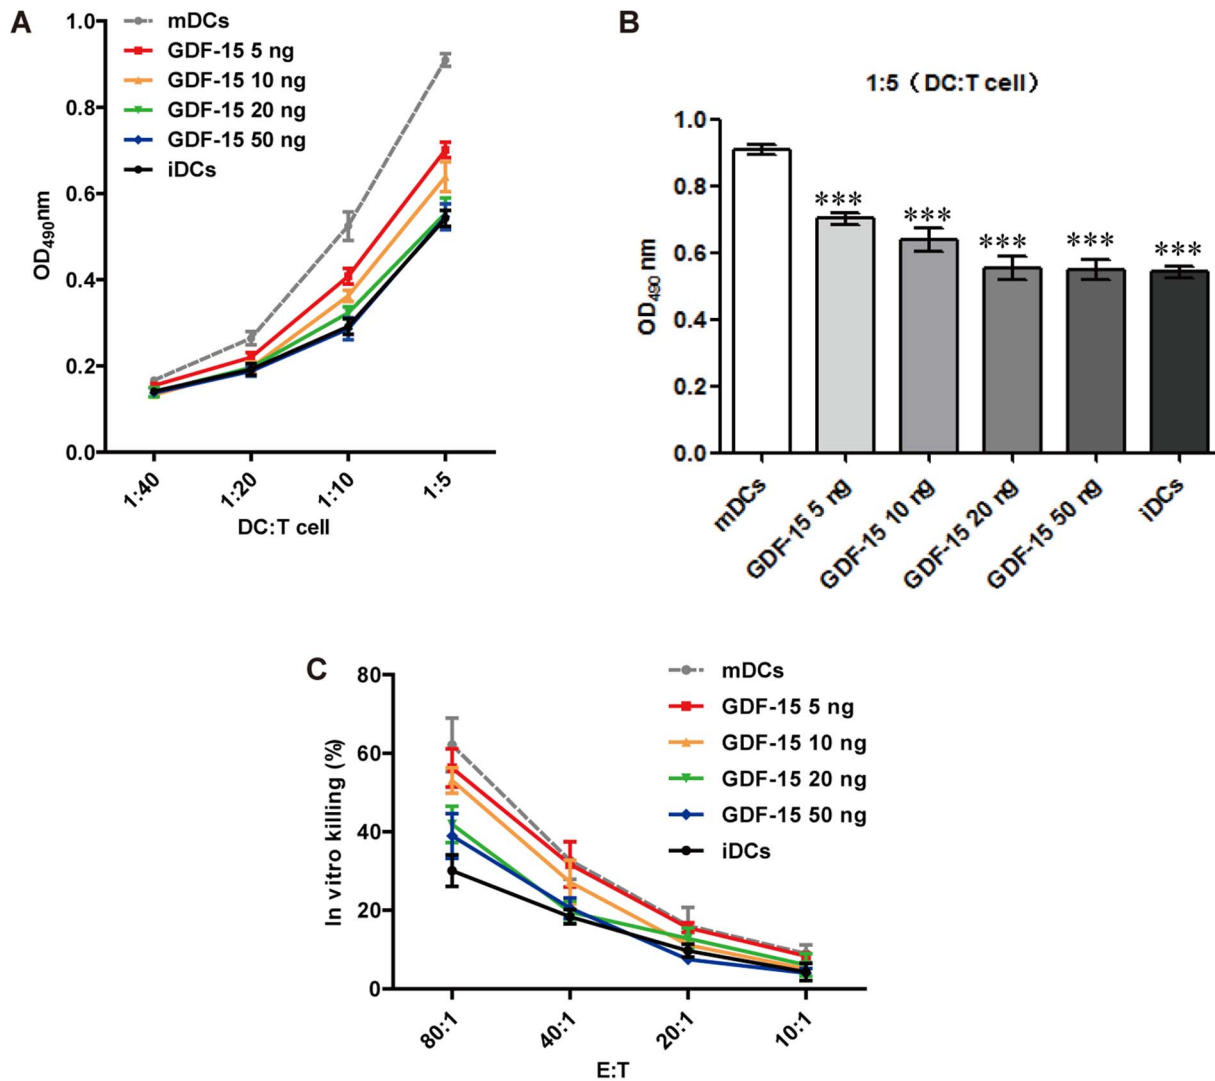 A
mDCs
GDF-15 5 ng
GDF-15 10 ng
GDF-15 20 ng
GDF-15 50 ng
iDCs
1.0
0.8
0.6
0.4
0.2
0.0
OD490nm
1:40
1:20
1:10
1:5
DC:T cell
B
1:5（DC:T cell）
1.0
0.8
0.6
0.4
0.2
0.0
OD490 nm
***
***
***
***
***
mDCs
GDF-15 5 ng
GDF-15 10 ng
GDF-15 20 ng
GDF-15 50 ng
iDCs
C
mDCs
GDF-15 5 ng
GDF-15 10 ng
GDF-15 20 ng
GDF-15 50 ng
iDCs
80
60
40
20
0
In vitro killing (%)
80:1
40:1
20:1
10:1
E:T